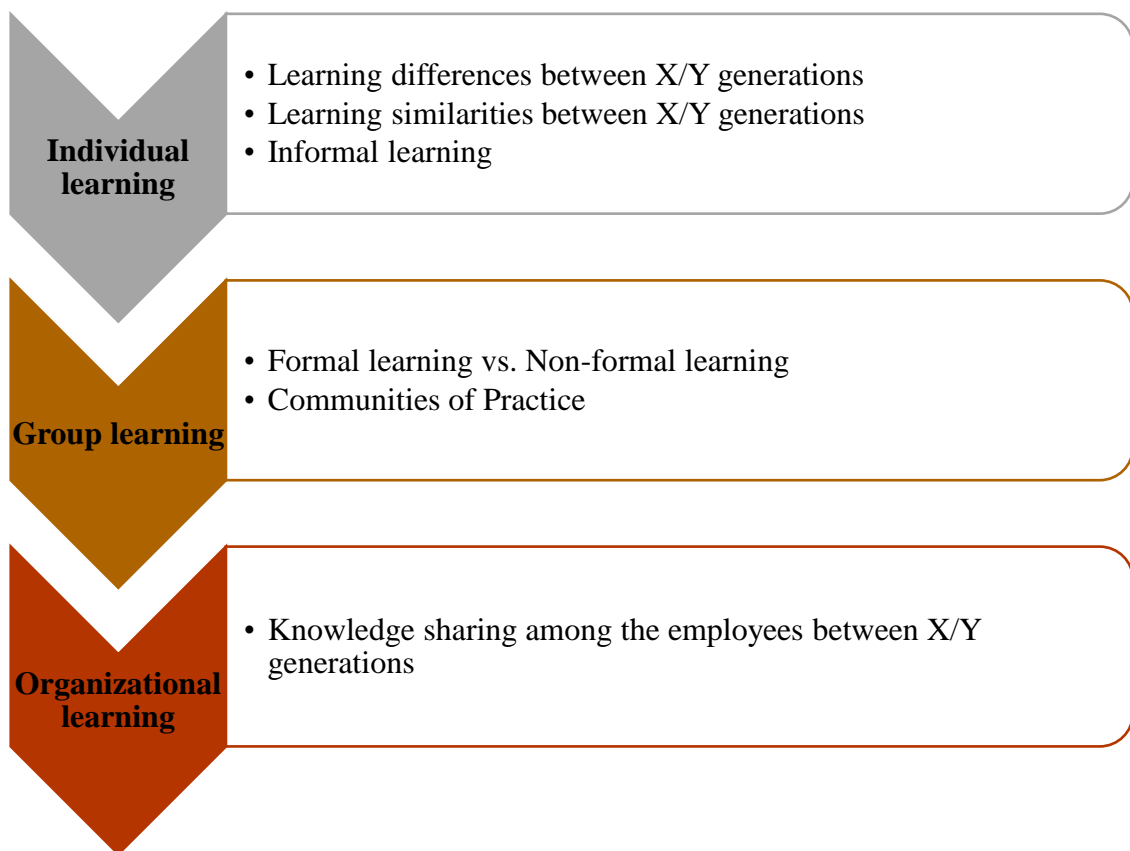 • Learning differences between X/Y generations
• Learning similarities between X/Y generations
• Informal learning
Individual
learning
• Formal learning vs. Non-formal learning
• Communities of Practice
Group learning
• Knowledge sharing among the employees between X/Y
generations
Organizational
learning